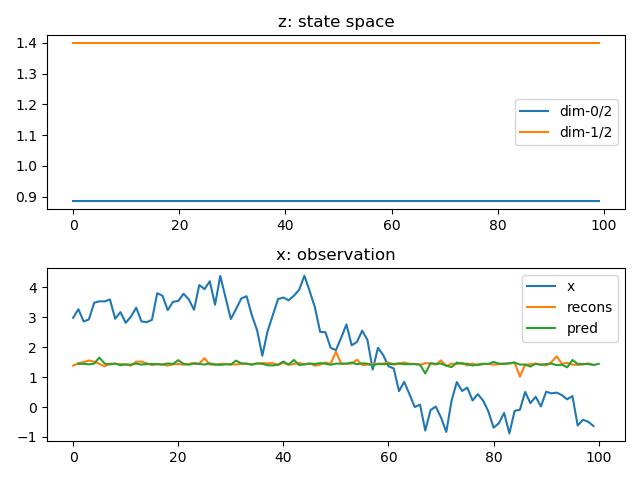 z: state space
1.4
1.3
1.2
1.1
1.0
0.9
dim-0/2
dim-1/2
0 20 40 60 80 100
x: observation
4
3
2
1
0
−1
x
recons
pred
0 20 40 60 80 100